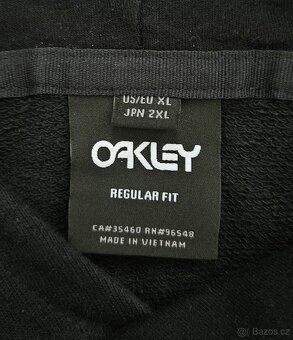 US/EU XL
JPN 2XL
OAKLEY
REGULAR FIT
CA#35460 RN#96548
MADE IN VIETNAM
Bazos.cz